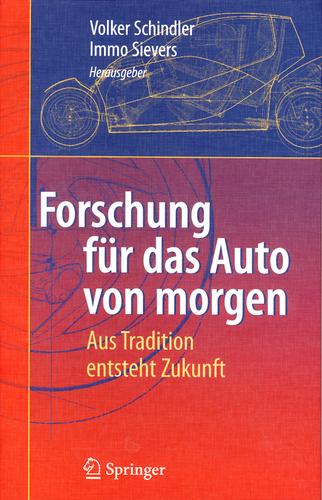 Volker Schindler
Immo Sievers
Herausgeber
Forschung
für das Auto
von morgen
Aus Tradition
entsteht Zukunft
Springer